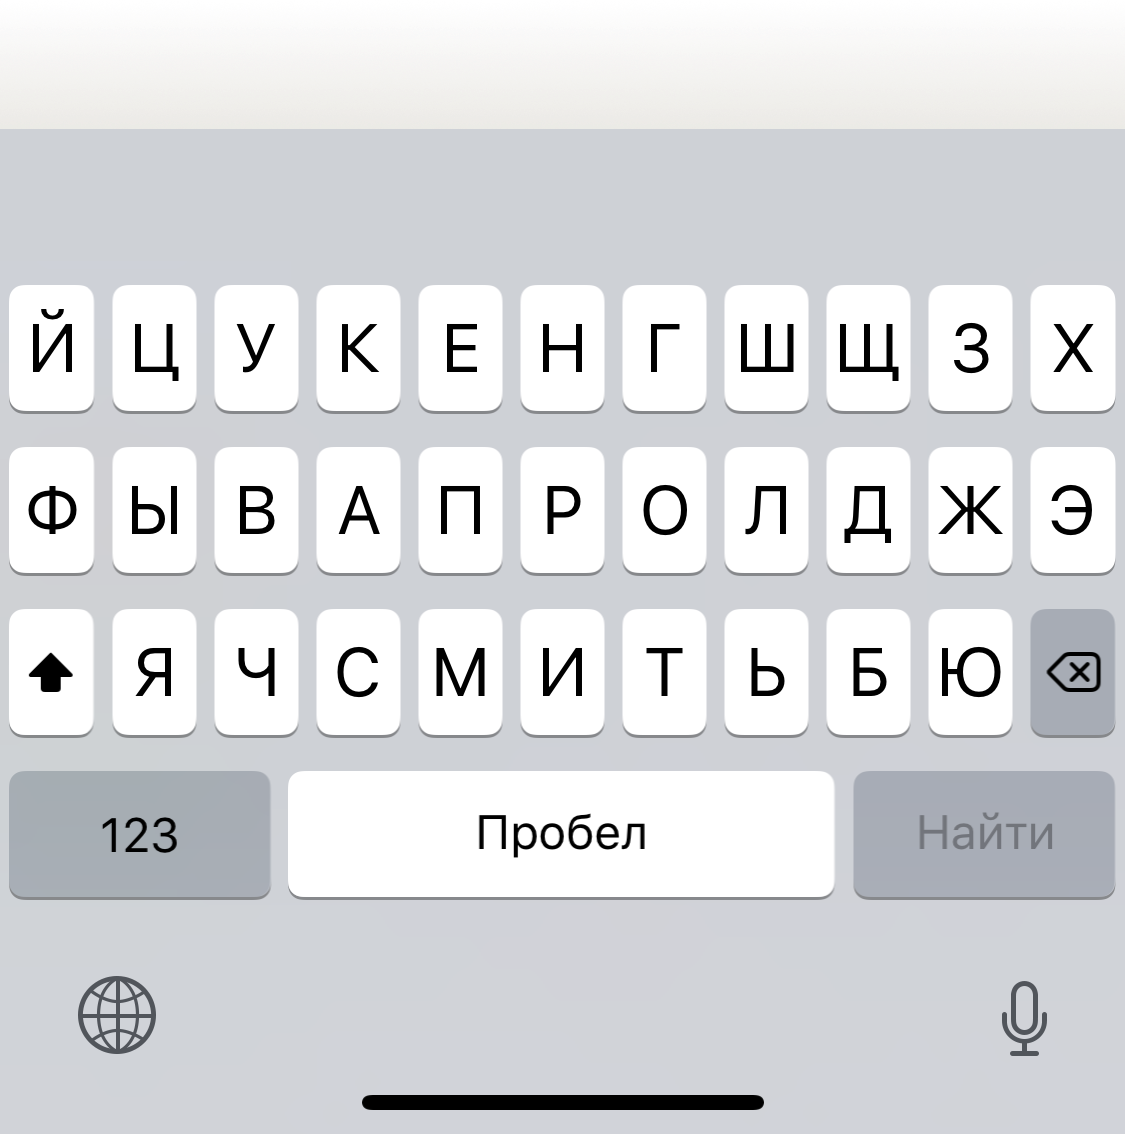 Й Ц У К Е Н Г Ш Щ З Х
Ф Ы В А П Р О Л Д Ж Э
Я Ч С М И Т Ь Б Ю
123 Пробел Найти